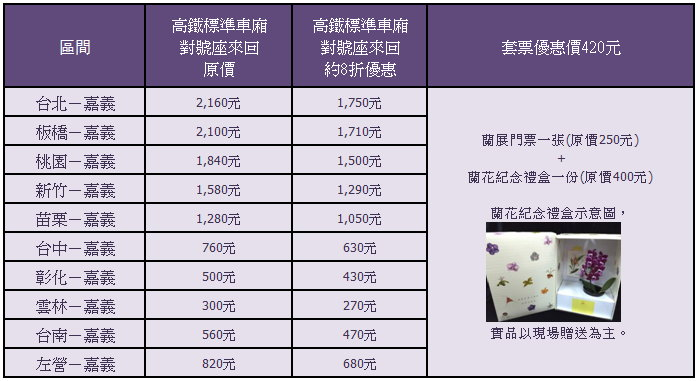 區間
高鐵標準車廂
對號座來回
原價
高鐵標準車廂
對號座來回
約8折優惠
套票優惠價420元
台北－嘉義 2,160元 1,750元
板橋－嘉義 2,100元 1,710元
桃園－嘉義 1,840元 1,500元
新竹－嘉義 1,580元 1,290元
苗栗－嘉義 1,280元 1,050元
台中－嘉義 760元 630元
彰化－嘉義 500元 430元
雲林－嘉義 300元 270元
台南－嘉義 560元 470元
左營－嘉義 820元 680元
蘭展門票一張(原價250元)
+
蘭花紀念禮盒一份(原價400元)
蘭花紀念禮盒示意圖，
實品以現場贈送為主。